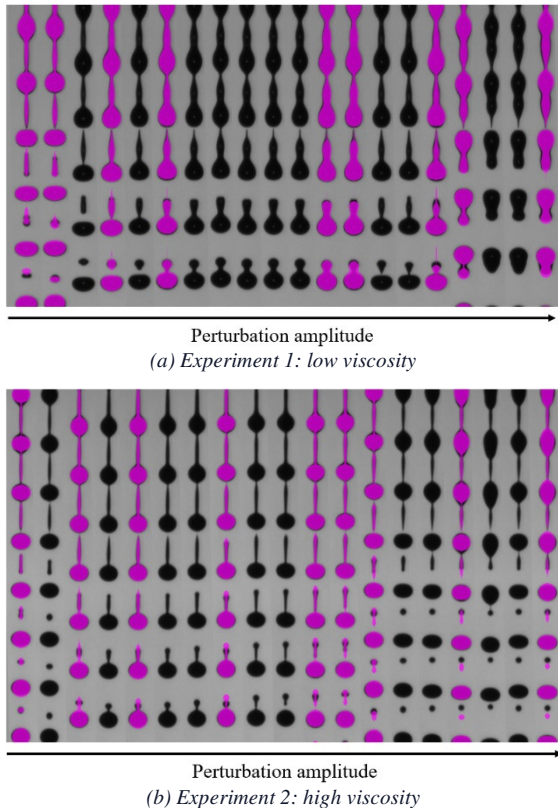 Perturbation amplitude
(a) Experiment 1: low viscosity
Perturbation amplitude
(b) Experiment 2: high viscosity